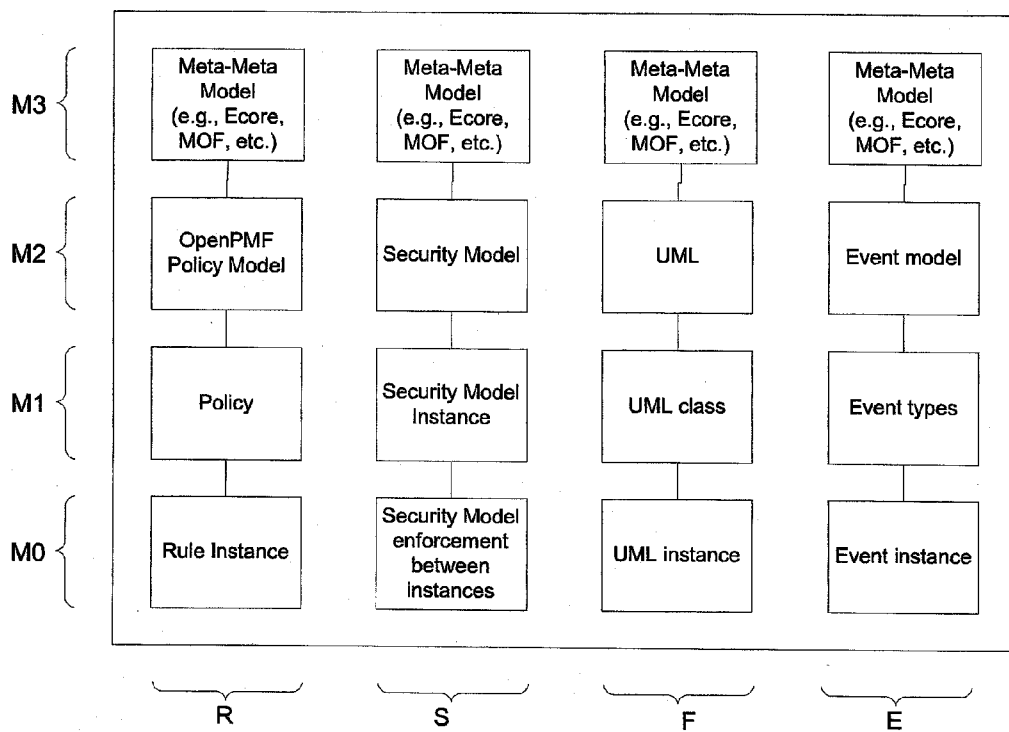 M3
Meta-Meta
Model
(e.g., Ecore,
MOF, etc.)
Meta-Meta
Model
(e.g., Ecore,
MOF, etc.)
Meta-Meta
Model
(e.g., Ecore,
MOF, etc.)
Meta-Meta
Model
(e.g., Ecore,
MOF, etc.)
M2
OpenPMF
Policy Model
Security Model
UML
Event model
M1
Policy
Security Model
Instance
UML class
Event types
M0
Rule Instance
Security Model
enforcement
between
instances
UML instance
Event instance
R
S
F
E